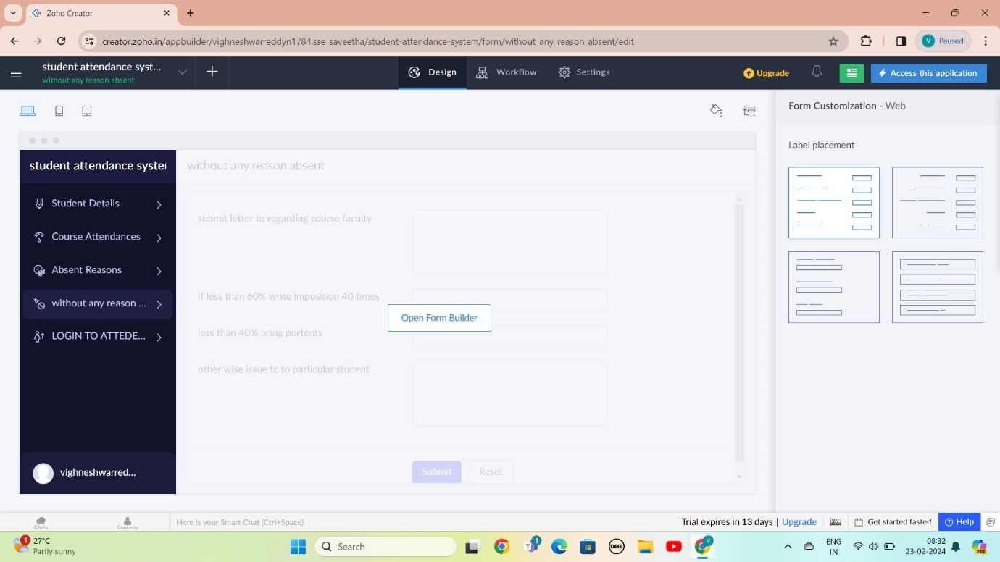 Zoho Creator
creator.zoho.in/appbuilder/vighneshwarreddyn1784.sse_saveetha/student-attendance-system/form/without_any_reason_absent/edit
V Paused
student attendance syst...
without any reason absent
Design
Workflow
Settings
Upgrade
Access this application
Form Customization - Web
Label placement
student attendance syste
without any reason absent
Student Details
Course Attendances
Absent Reasons
without any reason ...
LOGIN TO ATTEDE...
submit letter to regarding course faculty
if less than 60% write imposition 40 times
Open Form Builder
less than 40% bring portents
other wise issue tc to particular student
Submit
Reset
vighneshwarred...
Chats
Contacts
Here is your Smart Chat (Ctrl+Space)
Trial expires in 13 days | Upgrade
Get started faster!
Help
1
27°C
Partly sunny
Search
1
DELL
V
ENG
IN
08:32
23-02-2024
PRE